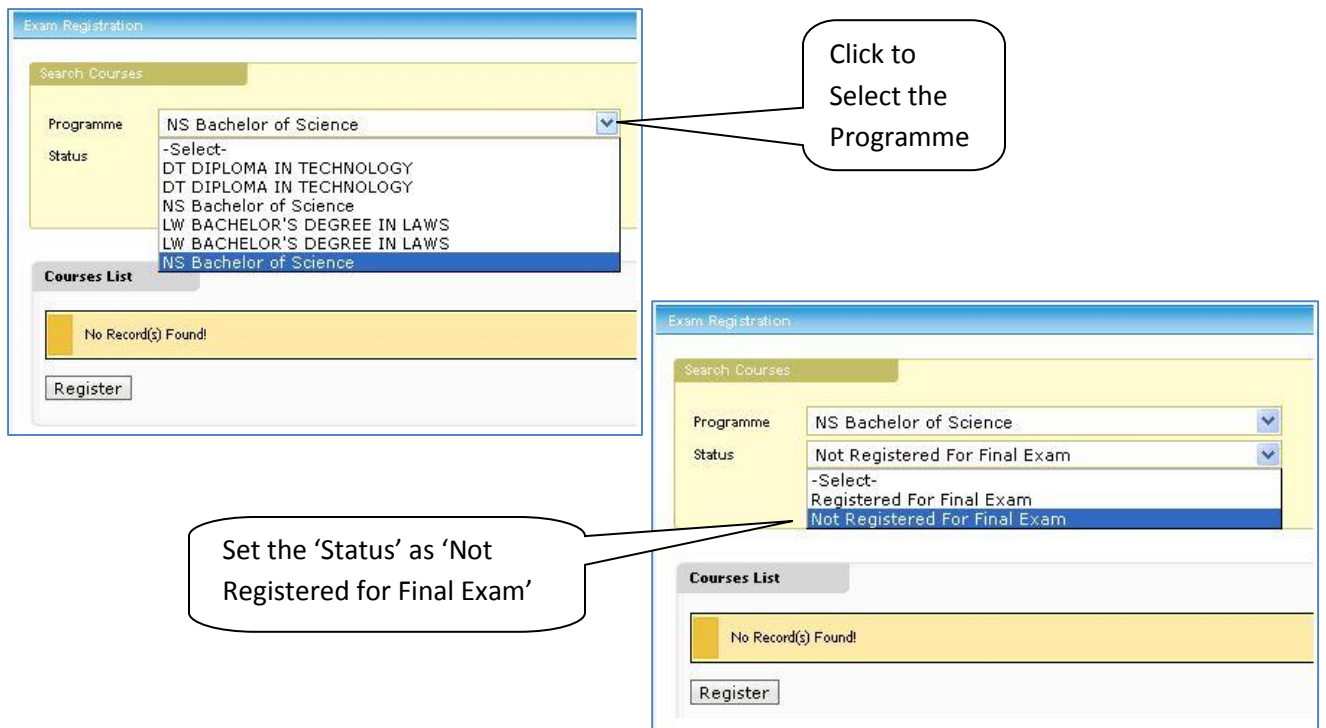 Exam Registration
Search Courses
Programme NS Bachelor of Science
Status
-Select-
DT DIPLOMA IN TECHNOLOGY
DT DIPLOMA IN TECHNOLOGY
NS Bachelor of Science
LW BACHELOR'S DEGREE IN LAWS
LW BACHELOR'S DEGREE IN LAWS
NS Bachelor of Science
Courses List
No Record(s) Found!
Register
Click to
Select the
Programme
Exam Registration
Search Courses
Programme NS Bachelor of Science
Status Not Registered For Final Exam
-Select-
Registered For Final Exam
Not Registered For Final Exam
Courses List
No Record(s) Found!
Register
Set the ‘Status’ as ‘Not
Registered for Final Exam’